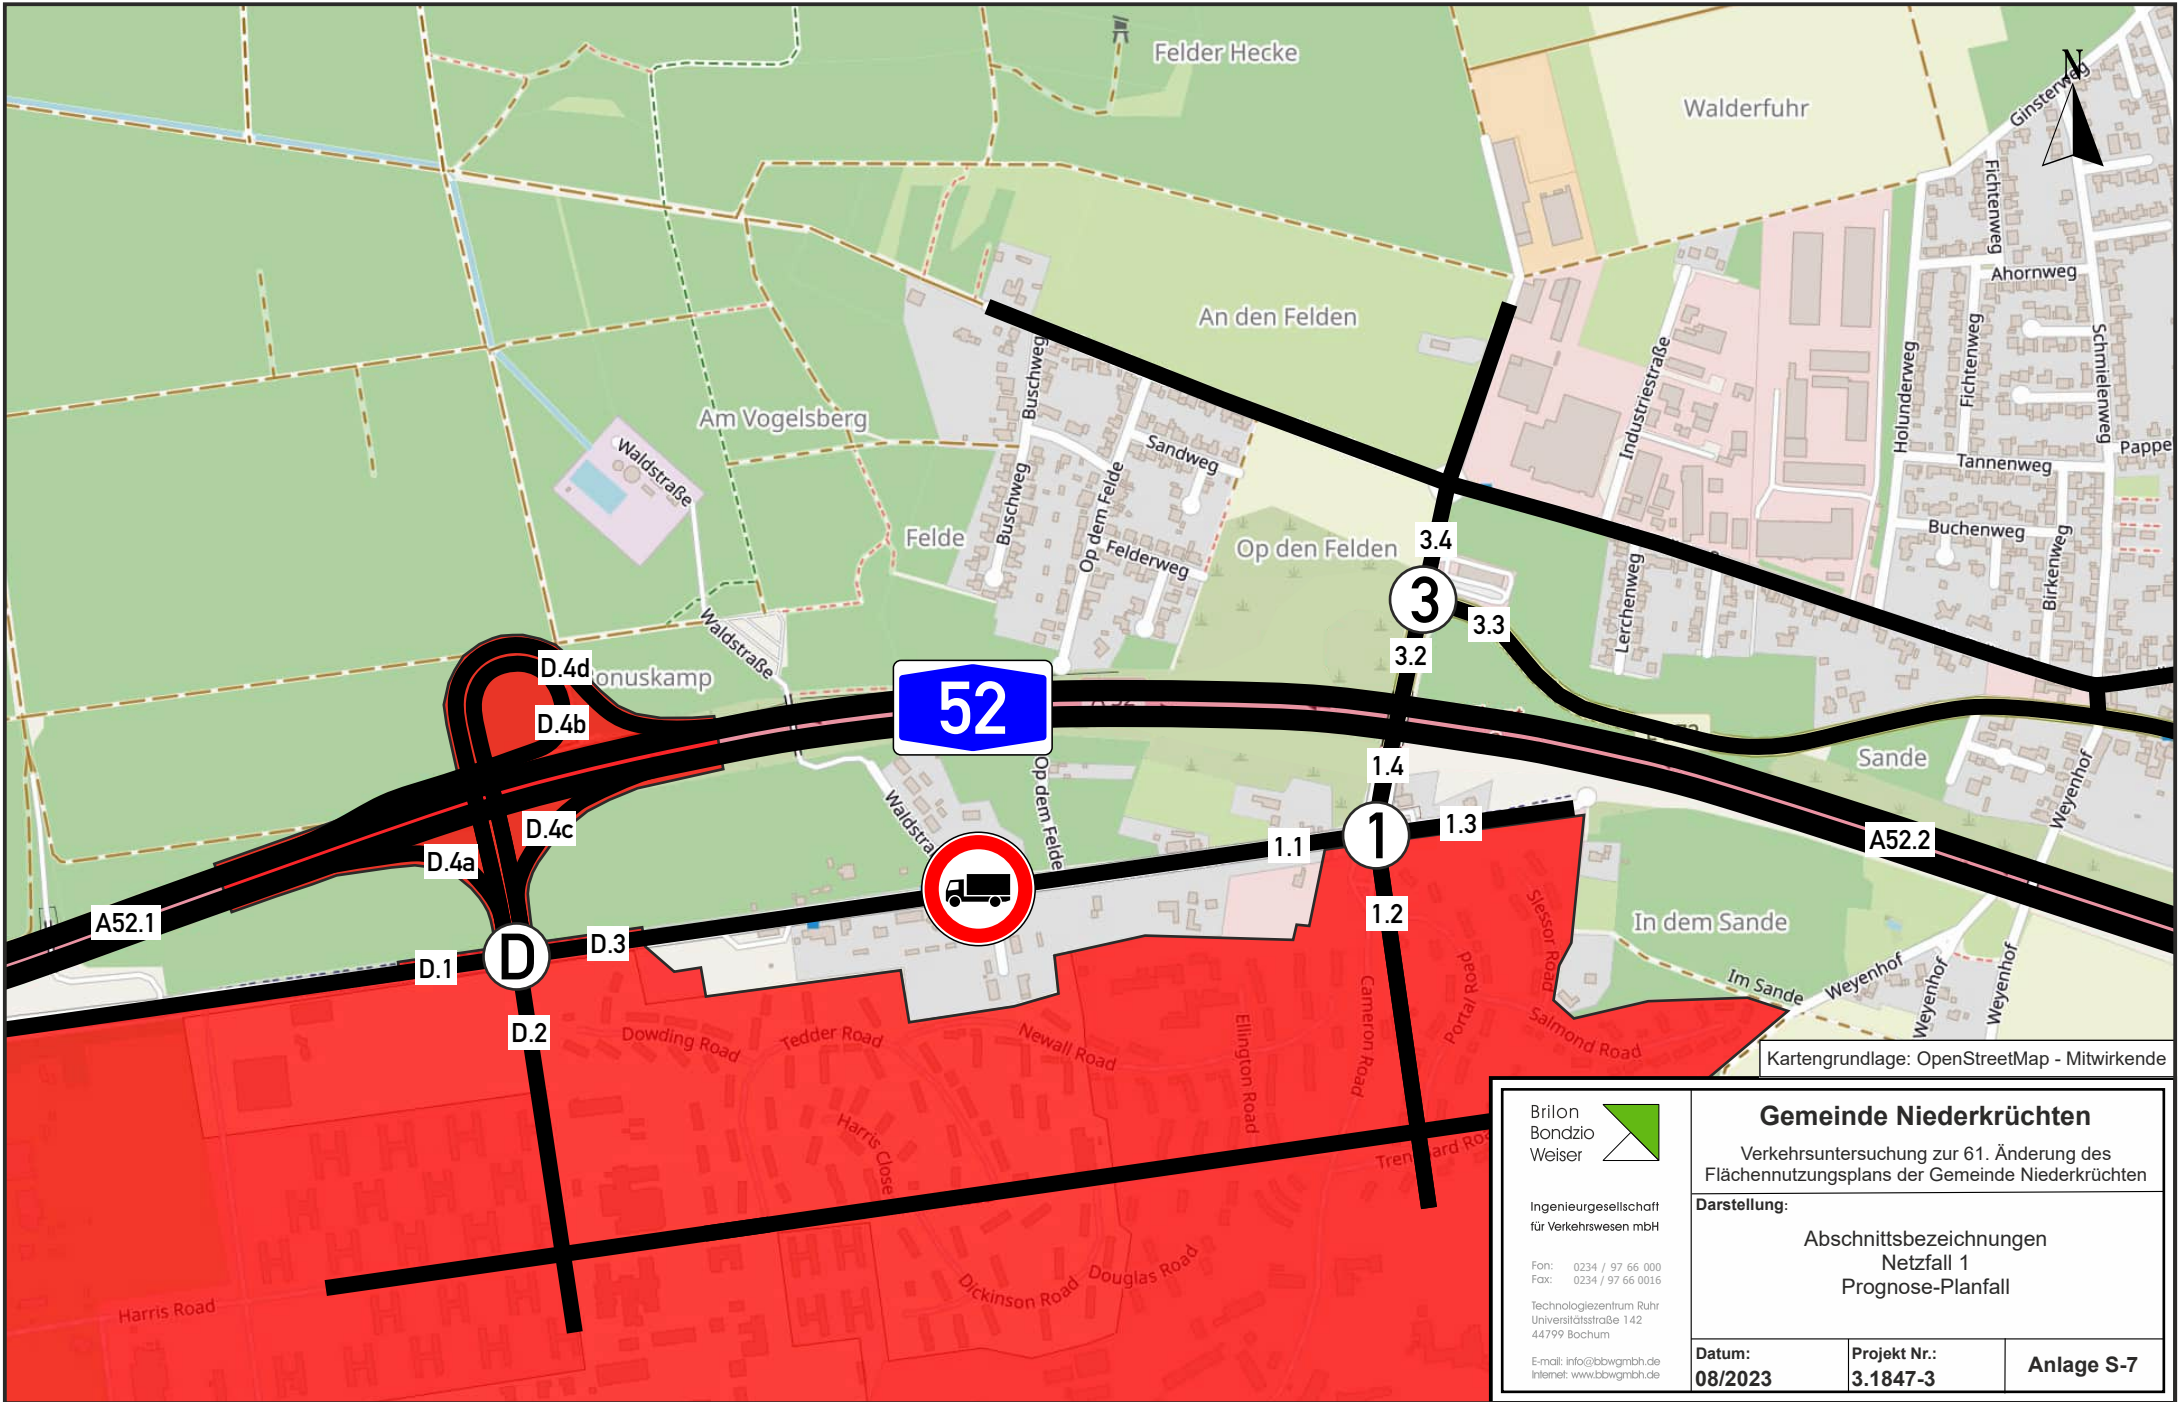 Felder Hecke
Walderfuhr
N
Ginsterweg
Fichtenweg
Ahornweg
An den Felden
Buschweg
Industriestraße
Holunderweg
Fichtenweg
Schmielenweg
Am Vogelsberg
Waldstraße
Sandweg
Tannenweg
Pappe
Buschweg
Op dem Felde
Felde
Felderweg
Op den Felden
3.4
Buchenweg
Birkenweg
3
3.3
Lerchenweg
3.2
Waldstraße
D.4d
onuskamp
D.4b
52
Sande
1.4
Op dem Felde
Weyenhof
D.4c
Waldstra
1.1
1
1.3
A52.2
D.4a
A52.1
1.2
Slessor Road
In dem Sande
D.3
D
D.1
Portal Road
Im Sande
Weyenhof
Weyenhof
Weyenhof
Cameron Road
D.2
Dowding Road
Tedder Road
Newall Road
Ellington Road
Salmond Road
Kartengrundlage: OpenStreetMap - Mitwirkende
Harris Close
Dickinson Road
Douglas Road
Harris Road
Brilon
Bondzio
Weiser
Ingenieurgesellschaft
für Verkehrswesen mbH
Fon: 0234 / 97 66 000
Fax: 0234 / 97 66 0016
Technologiezentrum Ruhr
Universitätsstraße 142
44799 Bochum
E-mail: info@bbwgmbh.de
Internet: www.bbwgmbh.de
Gemeinde Niederkrüchten
Verkehrsuntersuchung zur 61. Änderung des
Flächennutzungsplans der Gemeinde Niederkrüchten
Darstellung:
Abschnittsbezeichnungen
Netzfall 1
Prognose-Planfall
Datum:
08/2023
Projekt Nr.:
3.1847-3
Anlage S-7